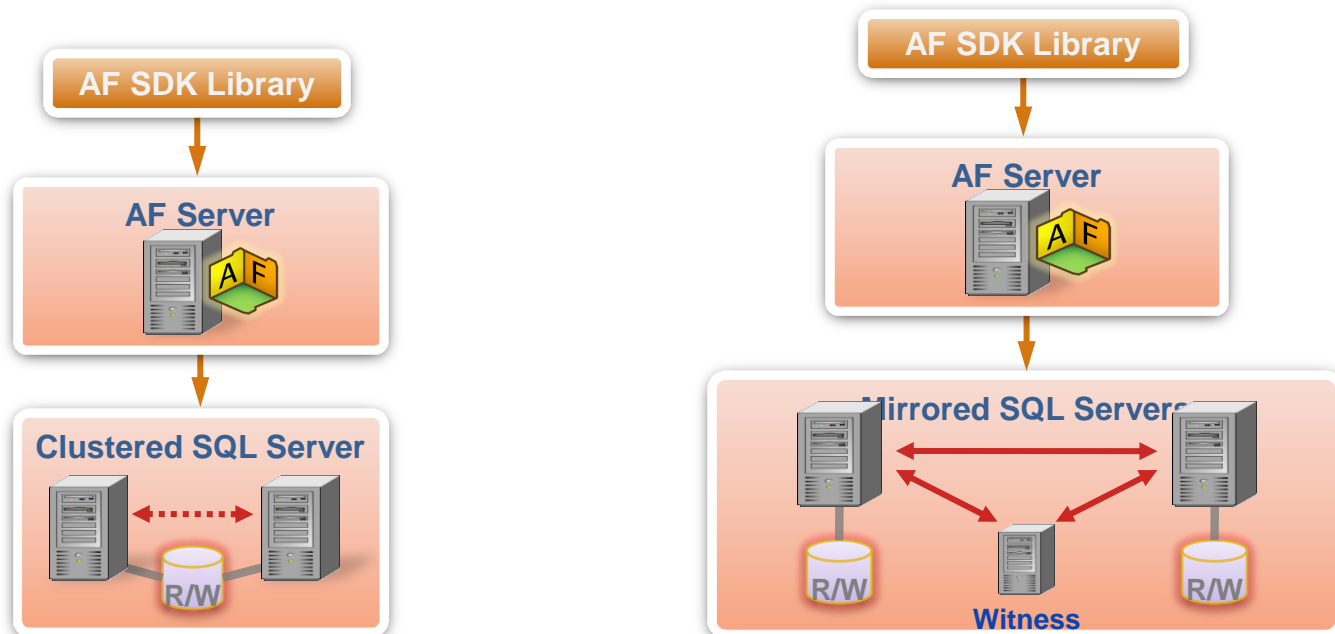 AF SDK Library
AF Server
A F
Clustered SQL Server
R/W
AF SDK Library
AF Server
A F
Mirrored SQL Servers
R/W
R/W
Witness